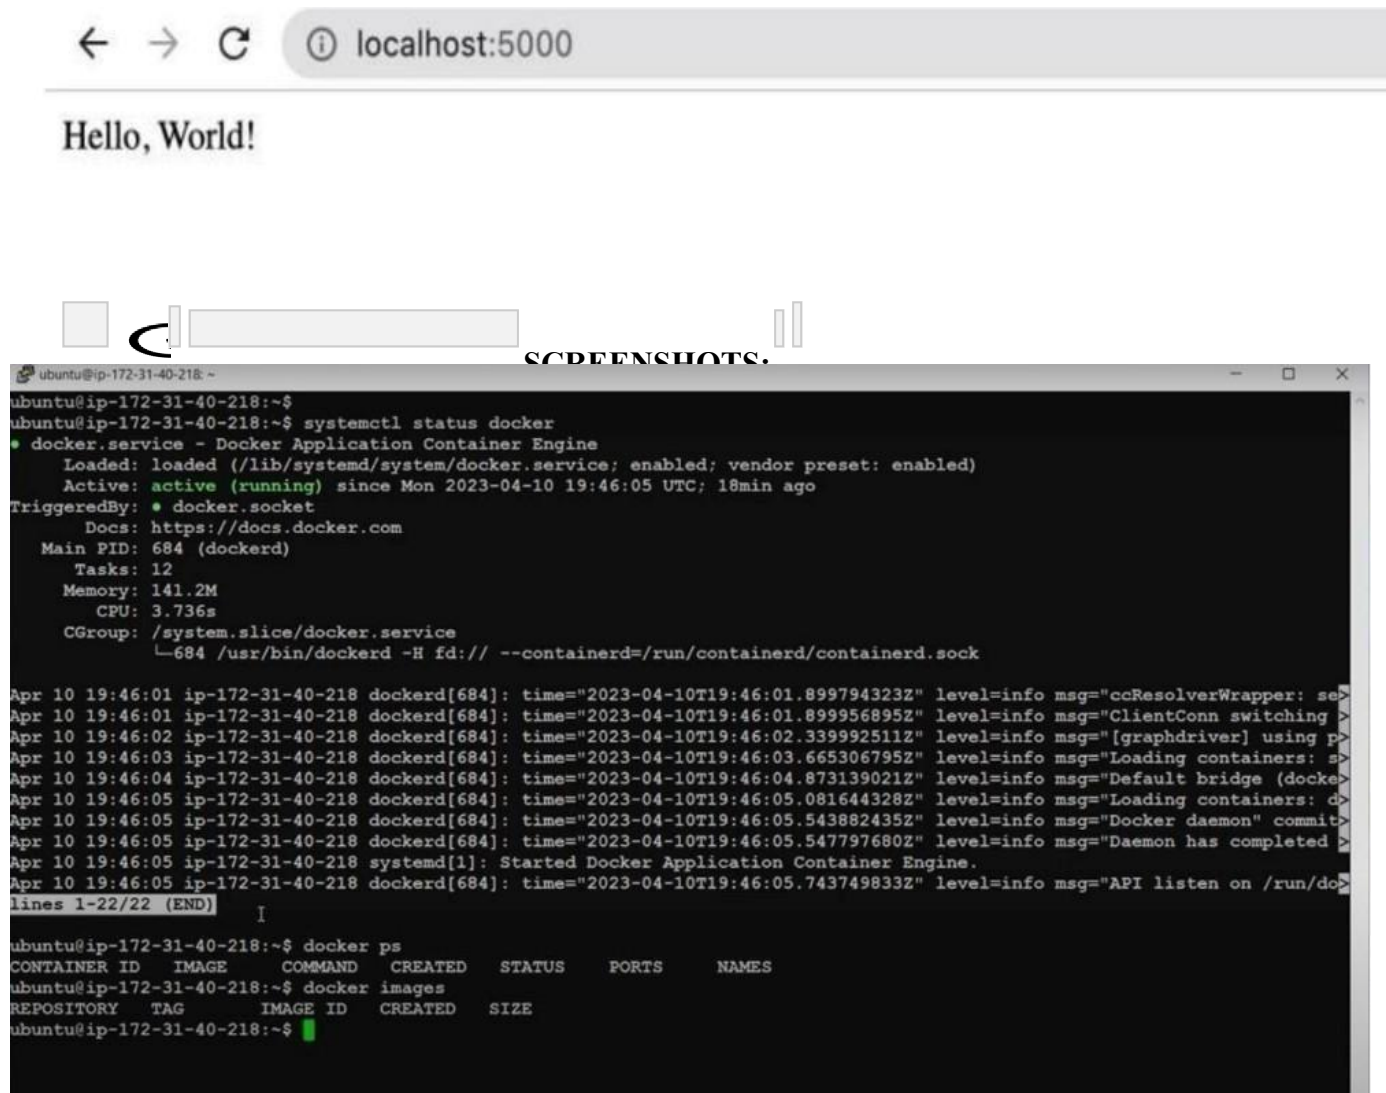 localhost:5000
Hello, World!
SCREENSHOTS:
ubuntu@ip-172-31-40-218: ~
ubuntu@ip-172-31-40-218:~$
ubuntu@ip-172-31-40-218:~$ systemctl status docker
● docker.service - Docker Application Container Engine
Loaded: loaded (/lib/systemd/system/docker.service; enabled; vendor preset: enabled)
Active: active (running) since Mon 2023-04-10 19:46:05 UTC; 18min ago
TriggeredBy: ● docker.socket
Docs: https://docs.docker.com
Main PID: 684 (dockerd)
Tasks: 12
Memory: 141.2M
CPU: 3.736s
CGroup: /system.slice/docker.service
└─684 /usr/bin/dockerd -H fd:// --containerd=/run/containerd/containerd.sock
Apr 10 19:46:01 ip-172-31-40-218 dockerd[684]: time="2023-04-10T19:46:01.899794323Z" level=info msg="ccResolverWrapper: se>
Apr 10 19:46:01 ip-172-31-40-218 dockerd[684]: time="2023-04-10T19:46:01.899956895Z" level=info msg="ClientConn switching >
Apr 10 19:46:02 ip-172-31-40-218 dockerd[684]: time="2023-04-10T19:46:02.339992511Z" level=info msg="[graphdriver] using p>
Apr 10 19:46:03 ip-172-31-40-218 dockerd[684]: time="2023-04-10T19:46:03.665306795Z" level=info msg="Loading containers: s>
Apr 10 19:46:04 ip-172-31-40-218 dockerd[684]: time="2023-04-10T19:46:04.873139021Z" level=info msg="Default bridge (docke>
Apr 10 19:46:05 ip-172-31-40-218 dockerd[684]: time="2023-04-10T19:46:05.081644328Z" level=info msg="Loading containers: d>
Apr 10 19:46:05 ip-172-31-40-218 dockerd[684]: time="2023-04-10T19:46:05.543882435Z" level=info msg="Docker daemon" commit>
Apr 10 19:46:05 ip-172-31-40-218 dockerd[684]: time="2023-04-10T19:46:05.547797680Z" level=info msg="Daemon has completed >
Apr 10 19:46:05 ip-172-31-40-218 systemd[1]: Started Docker Application Container Engine.
Apr 10 19:46:05 ip-172-31-40-218 dockerd[684]: time="2023-04-10T19:46:05.743749833Z" level=info msg="API listen on /run/do>
lines 1-22/22 (END)
ubuntu@ip-172-31-40-218:~$ docker ps
CONTAINER ID IMAGE COMMAND CREATED STATUS PORTS NAMES
ubuntu@ip-172-31-40-218:~$ docker images
REPOSITORY TAG IMAGE ID CREATED SIZE
ubuntu@ip-172-31-40-218:~$